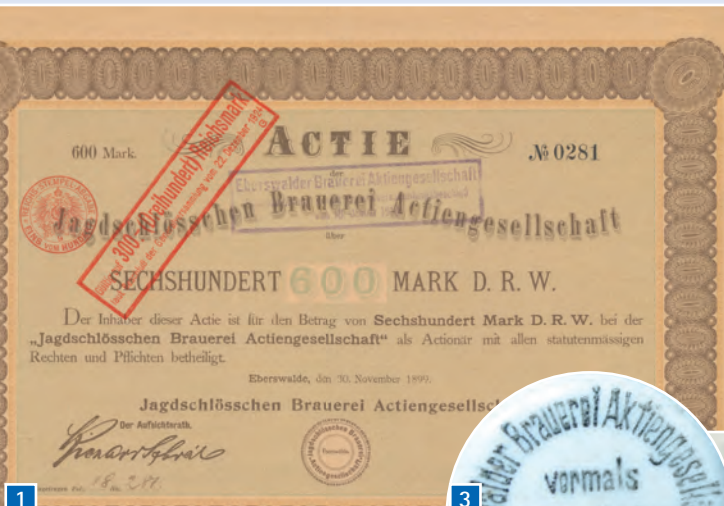 600 Mark.
ACTIE
№ 0281
der
Eberswalder Brauerei Aktiengesellschaft
Jagdschlösschen Brauerei Actiengesellschaft
über
SECHSHUNDERT 600 MARK D. R. W.
300 (Dreihundert) Reichsmark
Der Inhaber dieser Actie ist für den Betrag von Sechshundert Mark D. R. W. bei der
„Jagdschlösschen Brauerei Actiengesellschaft“ als Actionär mit allen statutenmässigen
Rechten und Pflichten betheiligt.
Eberswalde, den 30. November 1899.
Jagdschlösschen Brauerei Actiengesellsc
Der Aufsichtsrath.
1
3
alder Brauerei Aktiengesell
vormals